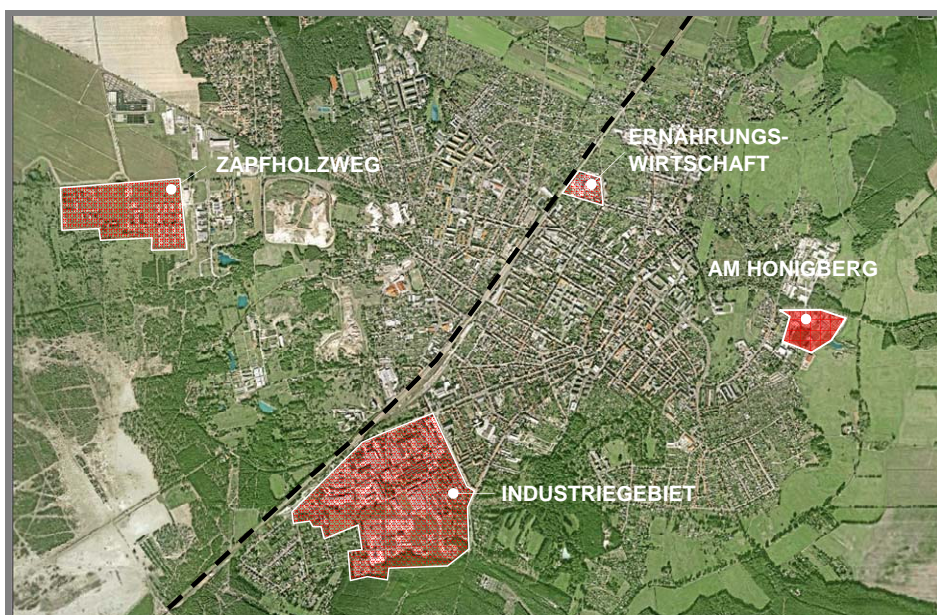 ERNÄHRUNGS-
WIRTSCHAFT
ZAPFHOLZWEG
AM HONIGBERG
INDUSTRIEGEBIET